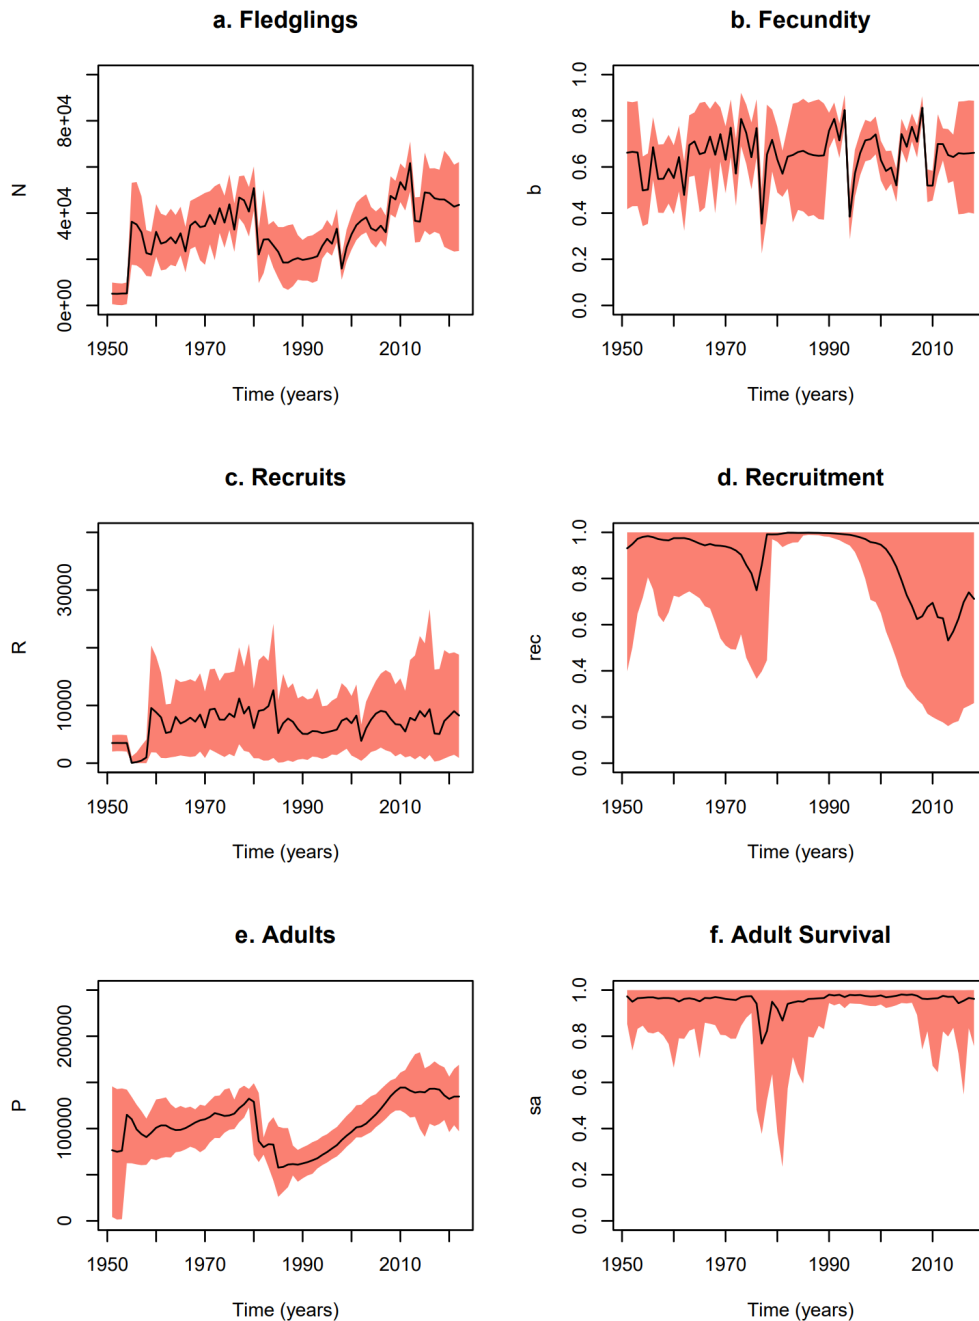 a. Fledglings
N
0e+00 4e+04 8e+04
1950 1970 1990 2010
Time (years)
b. Fecundity
b
0.0 0.2 0.4 0.6 0.8 1.0
1950 1970 1990 2010
Time (years)
c. Recruits
R
0 10000 30000
1950 1970 1990 2010
Time (years)
d. Recruitment
rec
0.0 0.2 0.4 0.6 0.8 1.0
1950 1970 1990 2010
Time (years)
e. Adults
P
0 10000 20000
1950 1970 1990 2010
Time (years)
f. Adult Survival
sa
0.0 0.2 0.4 0.6 0.8 1.0
1950 1970 1990 2010
Time (years)